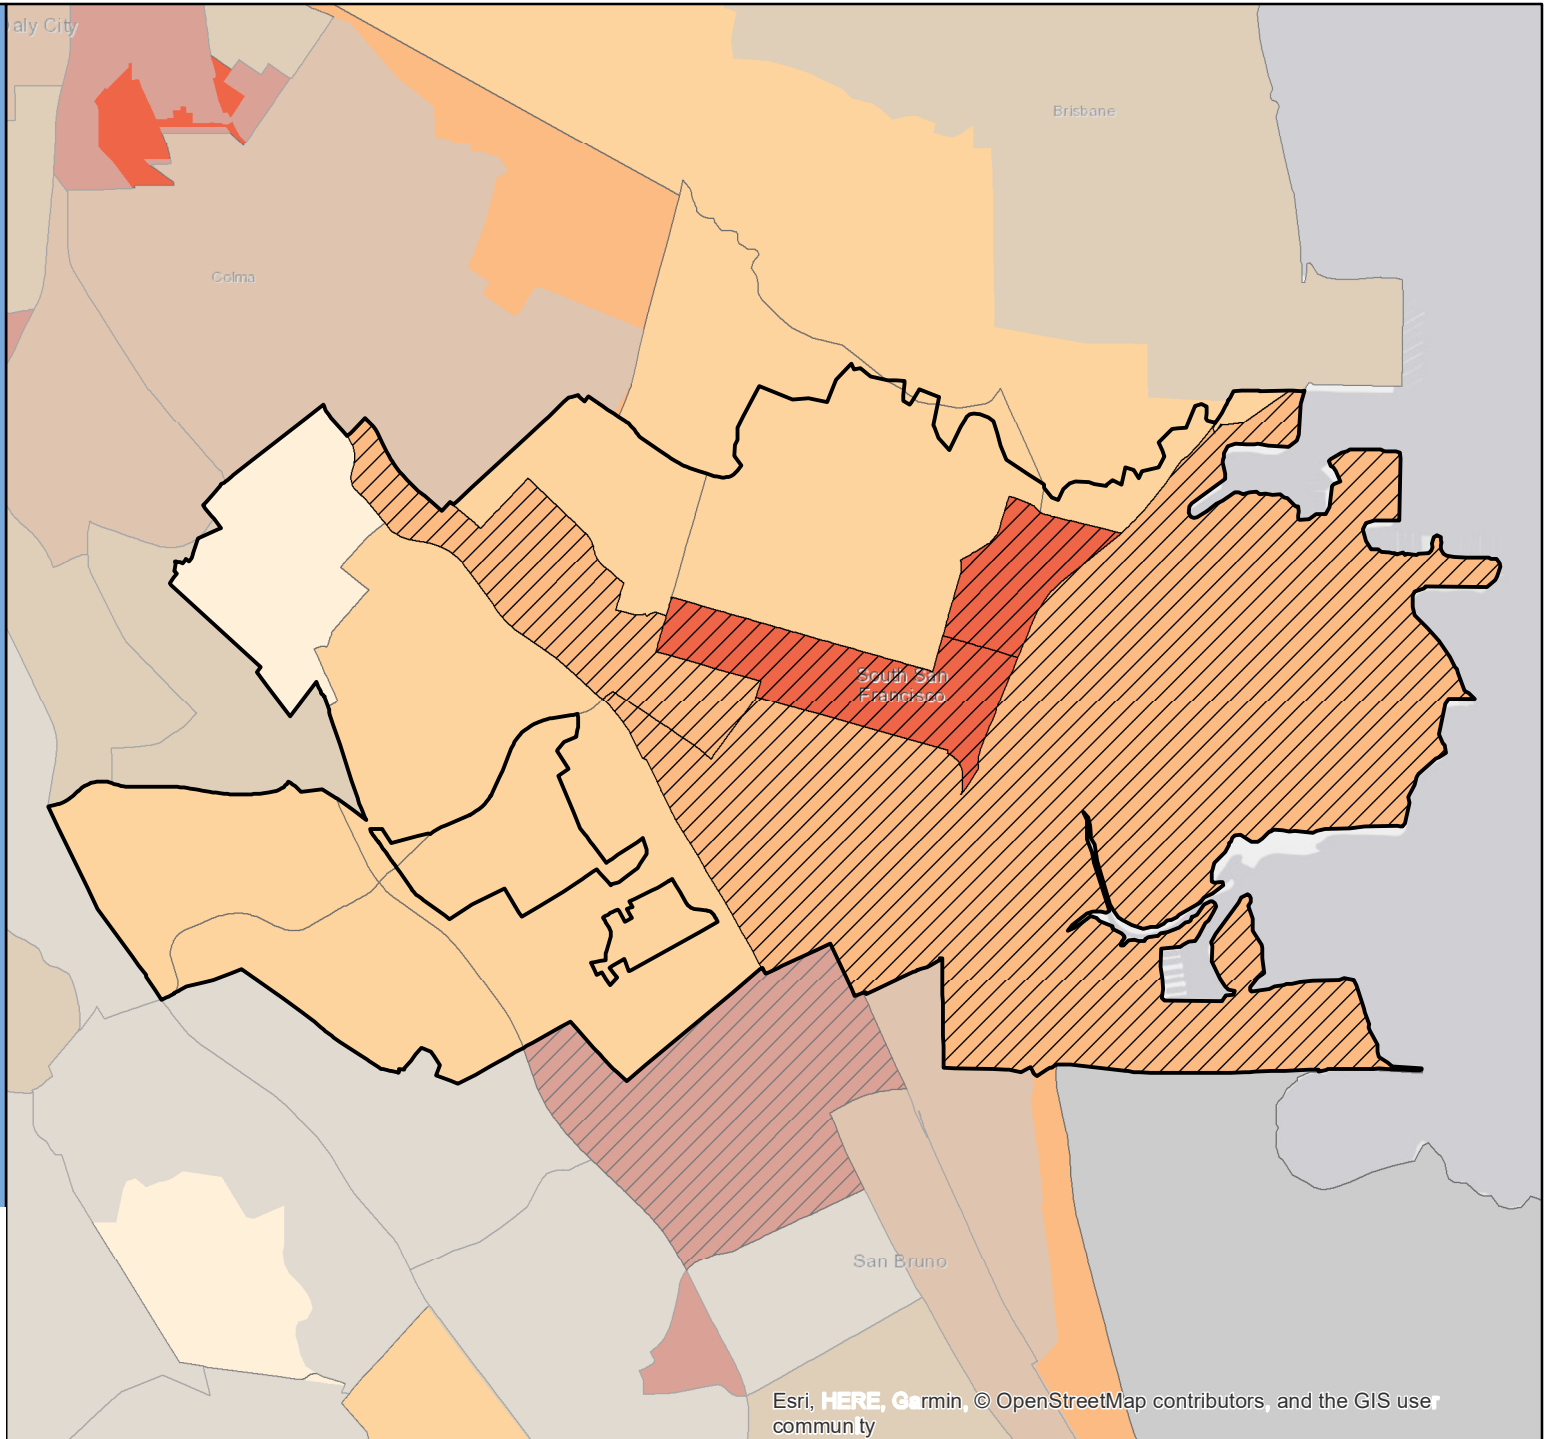 aly City
Brisbane
Colma
South San
Francisco
San Bruno
Esri, HERE, Garmin, © OpenStreetMap contributors, and the GIS user
community